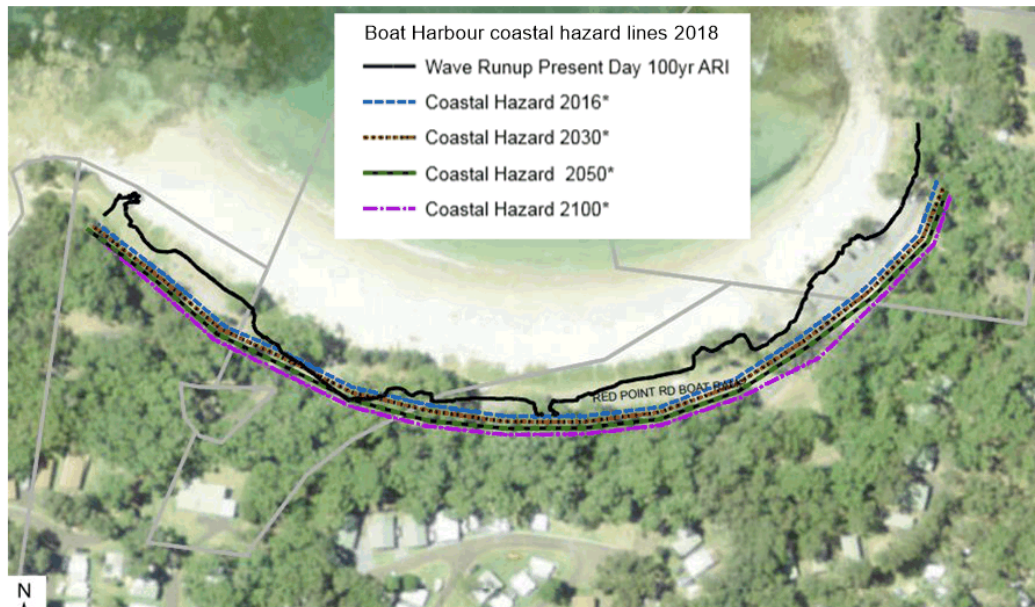 Boat Harbour coastal hazard lines 2018
Wave Runup Present Day 100yr ARI
Coastal Hazard 2016*
Coastal Hazard 2030*
Coastal Hazard 2050*
Coastal Hazard 2100*
RED POINT RD BOAT
N